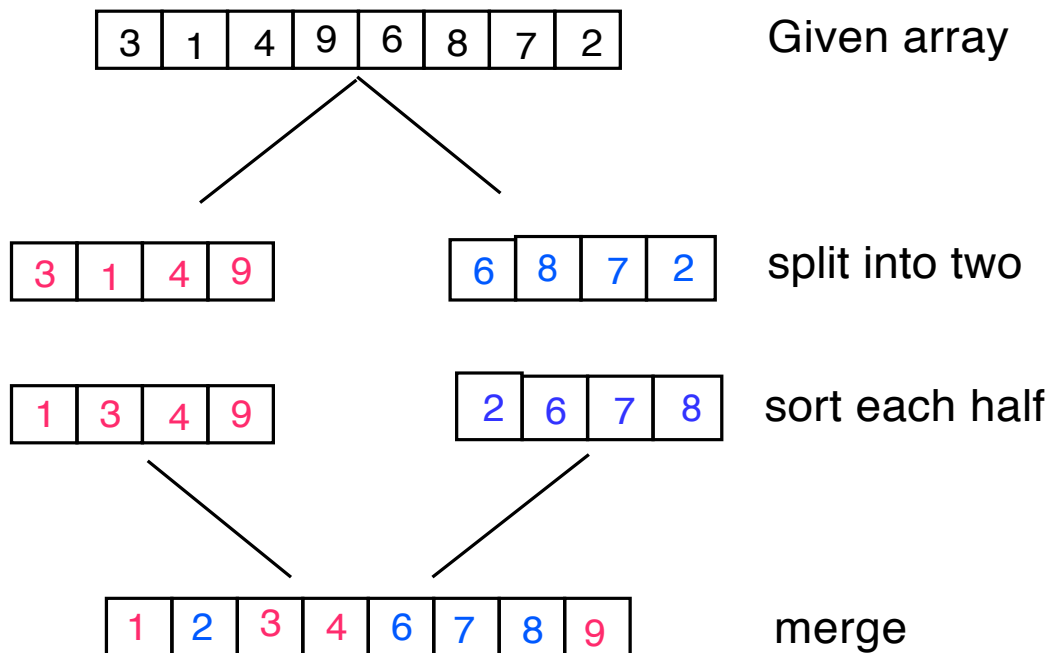 3 1 4 9 6 8 7 2 Given array
3 1 4 9 6 8 7 2 split into two
1 3 4 9 2 6 7 8 sort each half
1 2 3 4 6 7 8 9 merge